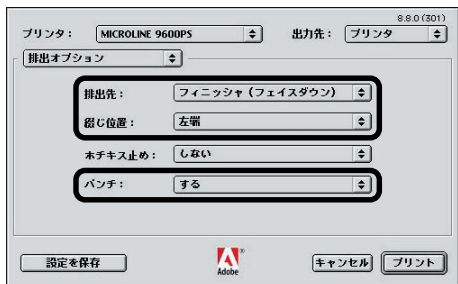 8.8.0 (301)
プリンタ： MICROLINE 9600PS 出力先： プリンタ
排出オプション
排出先： フィニッシャ（フェイスダウン）
綴じ位置： 左端
ホチキス止め： しない
パンチ： する
設定を保存 Adobe キャンセル プリント